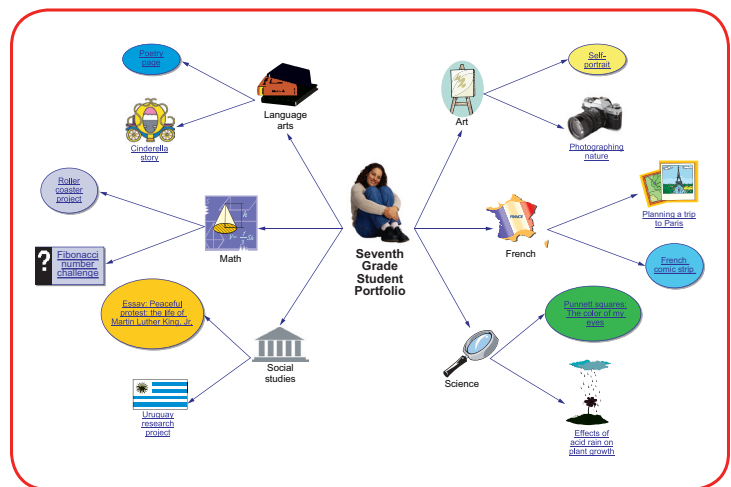 Poetry
page
Cinderella
story
Language
arts
Roller
coaster
project
Fibonacci
number
challenge
?
Math
Essay: Peaceful
protest: the life of
Martin Luther King, Jr.
Uruguay
research
project
Social
studies
Seventh
Grade
Student
Portfolio
Art
Self-
portrait
Photographing
nature
FRANCE
French
Planning a trip
to Paris
French
comic strip
Science
Punnett squares:
The color of my
eyes
Effects of
acid rain on
plant growth